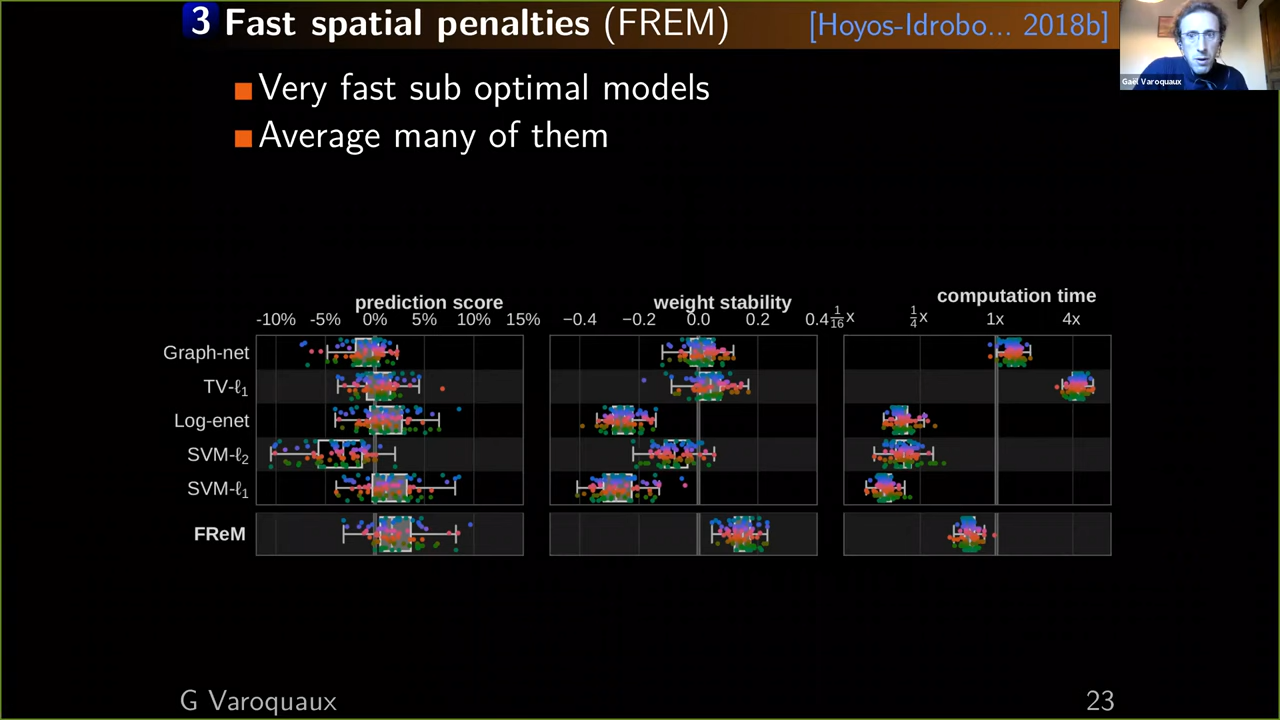 3 Fast spatial penalties (FREM) [Hoyos-Idrobo... 2018b]
Gaël Varoquaux
Very fast sub optimal models
Average many of them
prediction score weight stability computation time
-10% -5% 0% 5% 10% 15% −0.4 −0.2 0.0 0.2 0.4 1/16x 1/4x 1x 4x
Graph-net
TV-ℓ1
Log-enet
SVM-ℓ2
SVM-ℓ1
FReM
G Varoquaux 23